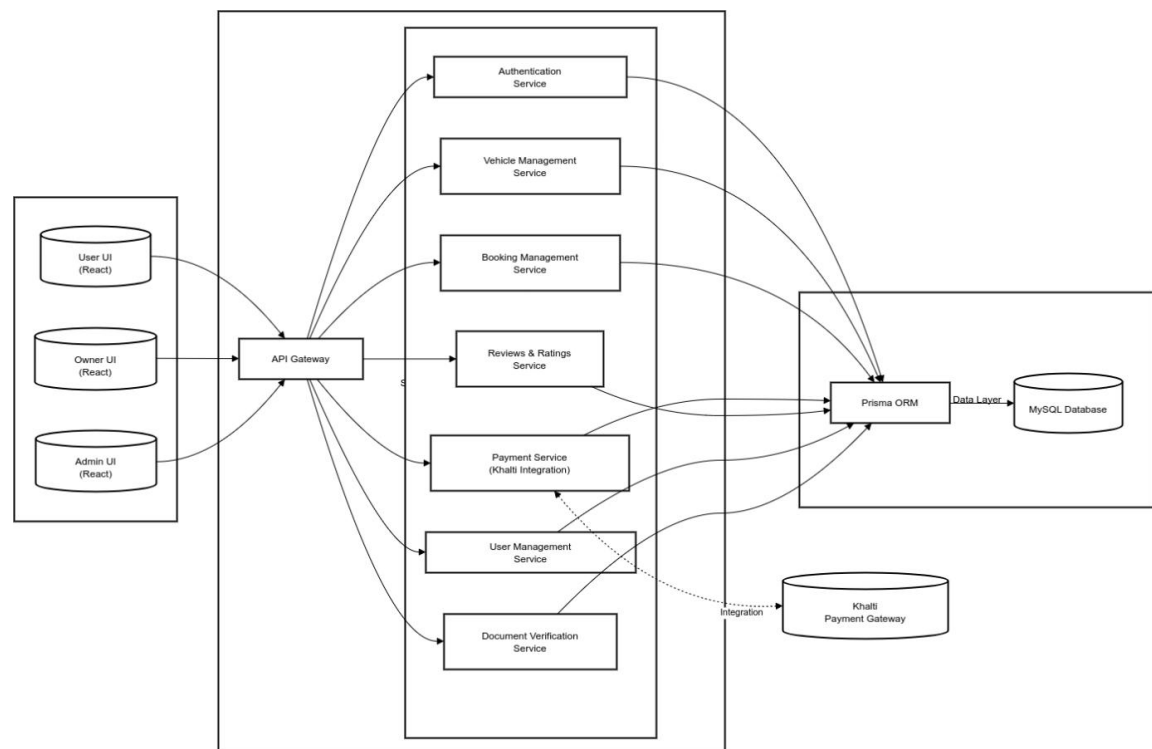 Authentication
Service
Vehicle Management
Service
User UI
(React)
Booking Management
Service
Owner UI
(React)
API Gateway
Reviews & Ratings
Service
Prisma ORM
Data Layer
MySQL Database
Admin UI
(React)
Payment Service
(Khalti Integration)
User Management
Service
Integration
Khalti
Payment Gateway
Document Verification
Service